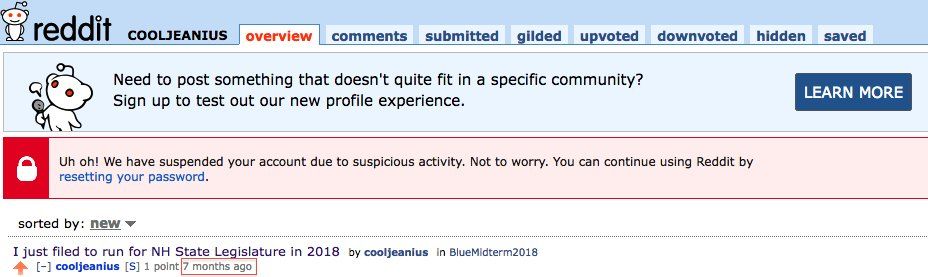 reddit COOLJEANIUS overview comments submitted gilded upvoted downvoted hidden saved
Need to post something that doesn't quite fit in a specific community?
Sign up to test out our new profile experience.
LEARN MORE
Uh oh! We have suspended your account due to suspicious activity. Not to worry. You can continue using Reddit by
resetting your password.
sorted by: new
I just filed to run for NH State Legislature in 2018 by cooljeanius in BlueMidterm2018
[–] cooljeanius [S] 1 point 7 months ago